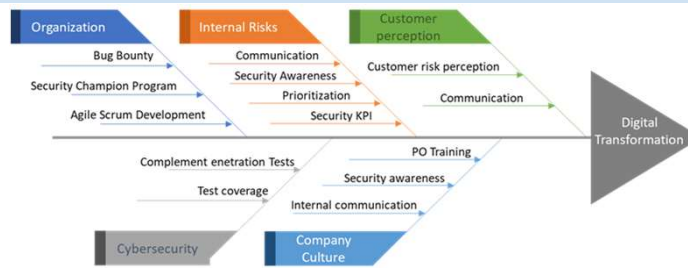 Organization
Internal Risks
Customer
perception
Bug Bounty
Communication
Security Awareness
Customer risk perception
Security Champion Program
Prioritization
Communication
Agile Scrum Development
Security KPI
Digital
Transformation
Complement enetration Tests
PO Training
Test coverage
Security awareness
Internal communication
Cybersecurity
Company
Culture